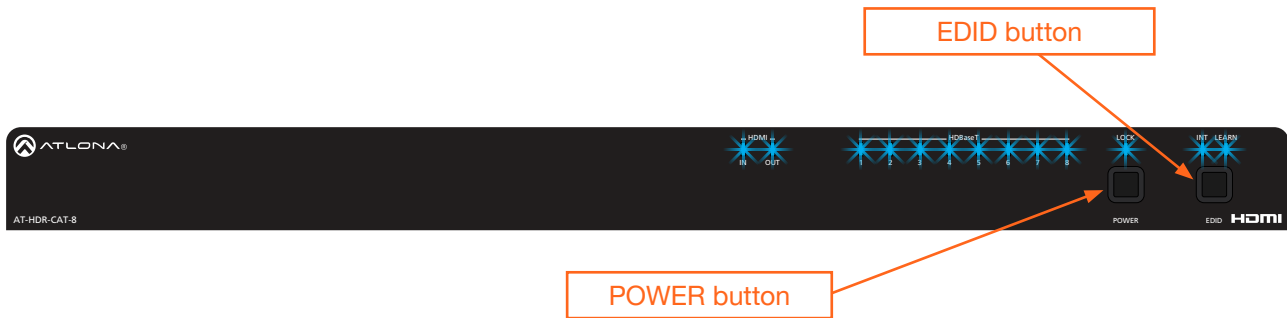 EDID button
ATLONA®
HDMI
HDBaseT
LOCK
INT LEARN
IN OUT
1 2 3 4 5 6 7 8
AT-HDR-CAT-8
POWER
EDID HDMI
POWER button